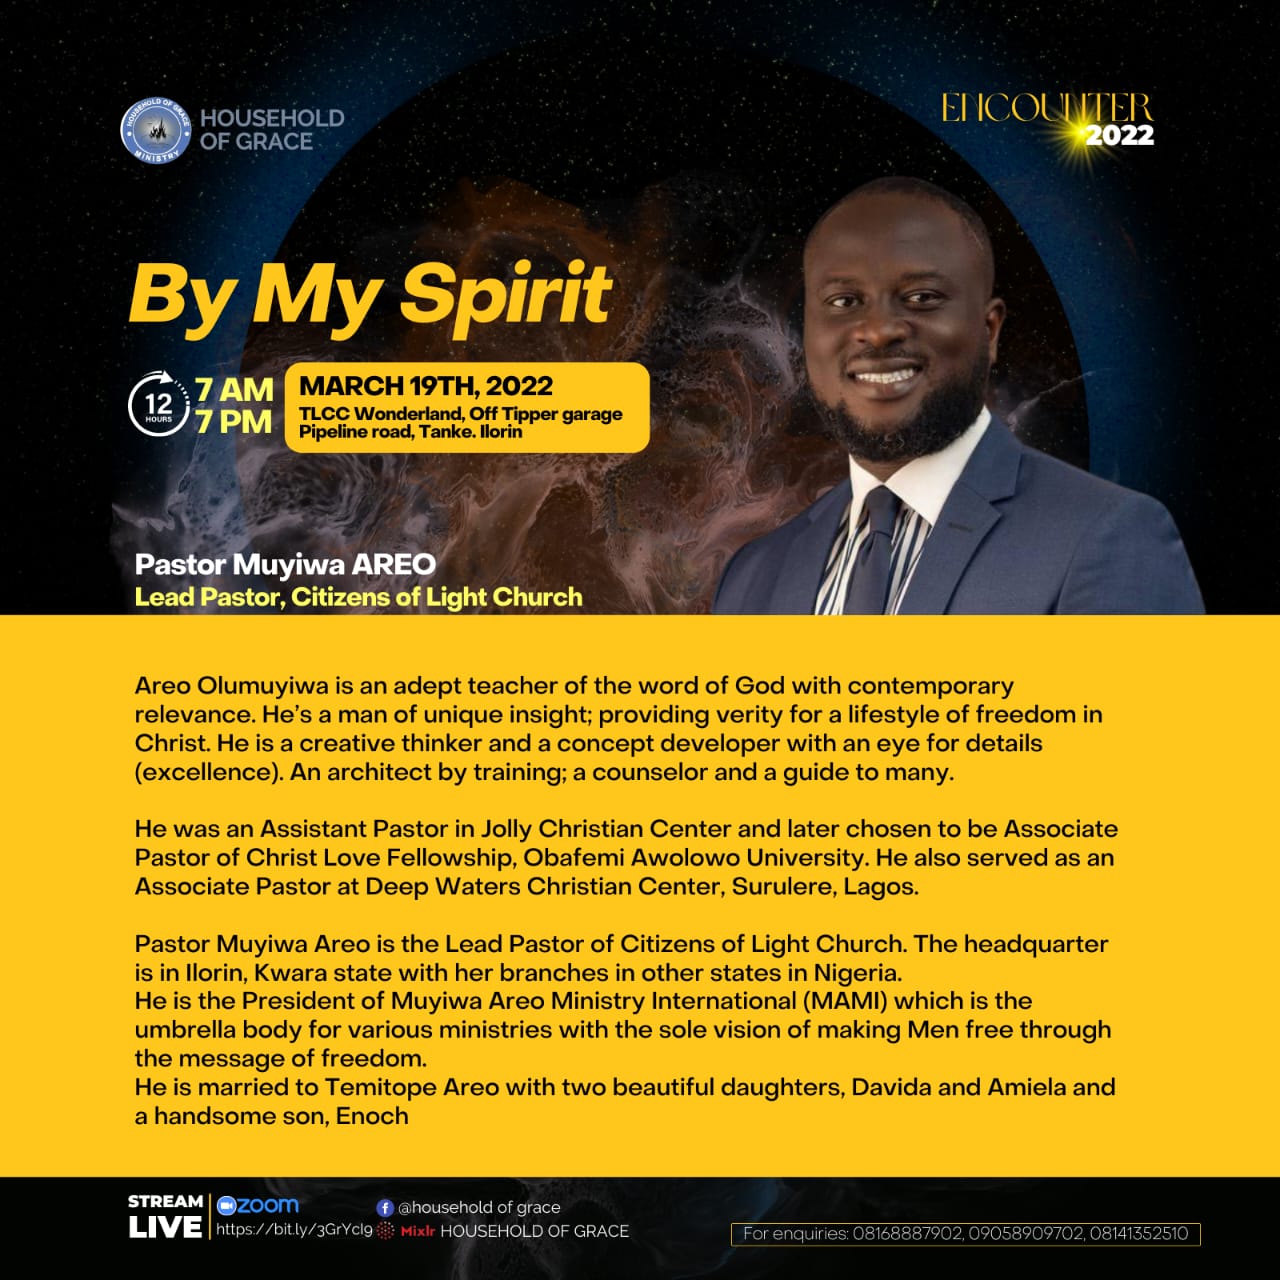 HOUSEHOLD OF GRACE
MINISTRY
HOUSEHOLD
OF GRACE
ENCOUNTER
2022
By My Spirit
12
HOURS
7 AM
7 PM
MARCH 19TH, 2022
TLCC Wonderland, Off Tipper garage
Pipeline road, Tanke. Ilorin
Pastor Muyiwa AREO
Lead Pastor, Citizens of Light Church
Areo Olumuyiwa is an adept teacher of the word of God with contemporary
relevance. He's a man of unique insight; providing verity for a lifestyle of freedom in
Christ. He is a creative thinker and a concept developer with an eye for details
(excellence). An architect by training; a counselor and a guide to many.
He was an Assistant Pastor in Jolly Christian Center and later chosen to be Associate
Pastor of Christ Love Fellowship, Obafemi Awolowo University. He also served as an
Associate Pastor at Deep Waters Christian Center, Surulere, Lagos.
Pastor Muyiwa Areo is the Lead Pastor of Citizens of Light Church. The headquarter
is in Ilorin, Kwara state with her branches in other states in Nigeria.
He is the President of Muyiwa Areo Ministry International (MAMI) which is the
umbrella body for various ministries with the sole vision of making Men free through
the message of freedom.
He is married to Temitope Areo with two beautiful daughters, Davida and Amiela and
a handsome son, Enoch
STREAM
LIVE
zoom
https://bit.ly/3GrYcI9
@household of grace
Mixlr HOUSEHOLD OF GRACE
For enquiries: 08168887902, 09058909702, 08141352510